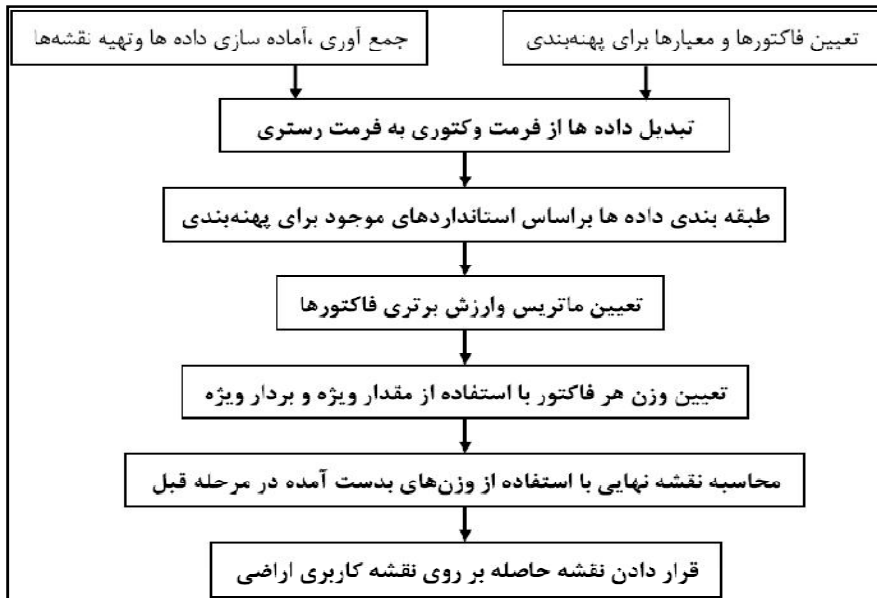 تعیین فاکتورها و معیارها برای پهنه‌بندی
جمع آوری ،آماده سازی داده ها وتهیه نقشه‌ها
تبدیل داده ها از فرمت وکتوری به فرمت رستری
طبقه بندی داده ها براساس استانداردهای موجود برای پهنه‌بندی
تعیین ماتریس وارزش برتری فاکتورها
تعیین وزن هر فاکتور با استفاده از مقدار ویژه و بردار ویژه
محاسبه نقشه نهایی با استفاده از وزن‌های بدست آمده در مرحله قبل
قرار دادن نقشه حاصله بر روی نقشه کاربری اراضی